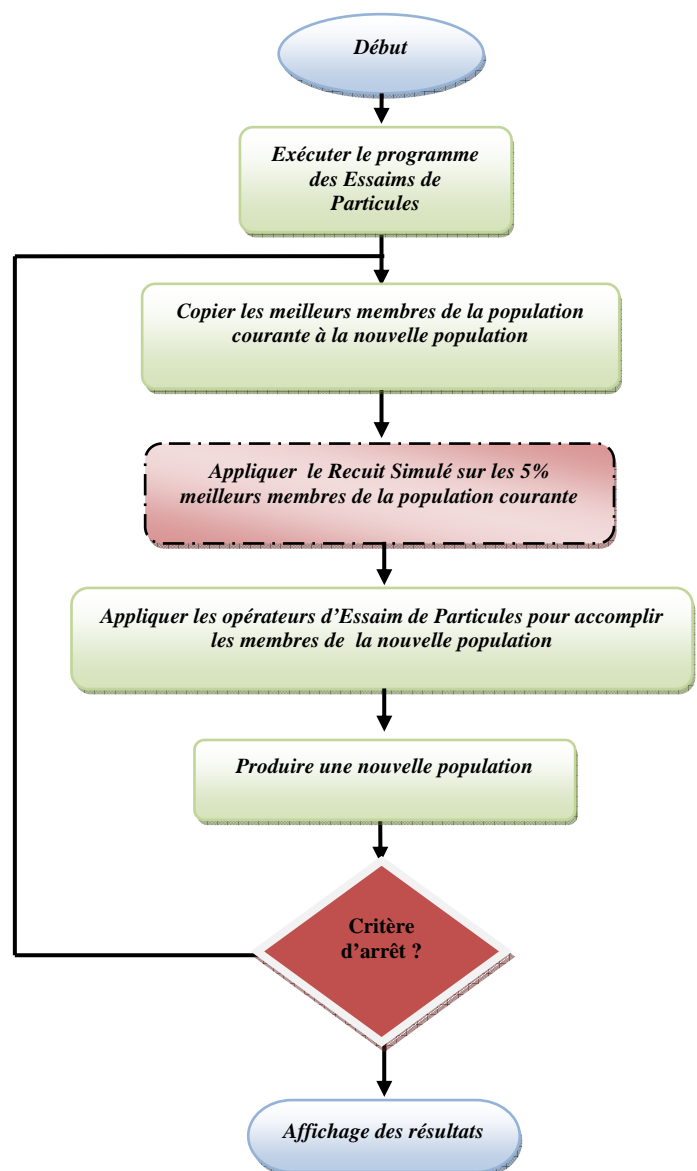 Début
Exécuter le programme
des Essaims de
Particules
Copier les meilleurs membres de la population
courante à la nouvelle population
Appliquer le Recuit Simulé sur les 5%
meilleurs membres de la population courante
Appliquer les opérateurs d’Essaim de Particules pour accomplir
les membres de la nouvelle population
Produire une nouvelle population
Critère
d’arrêt ?
Affichage des résultats